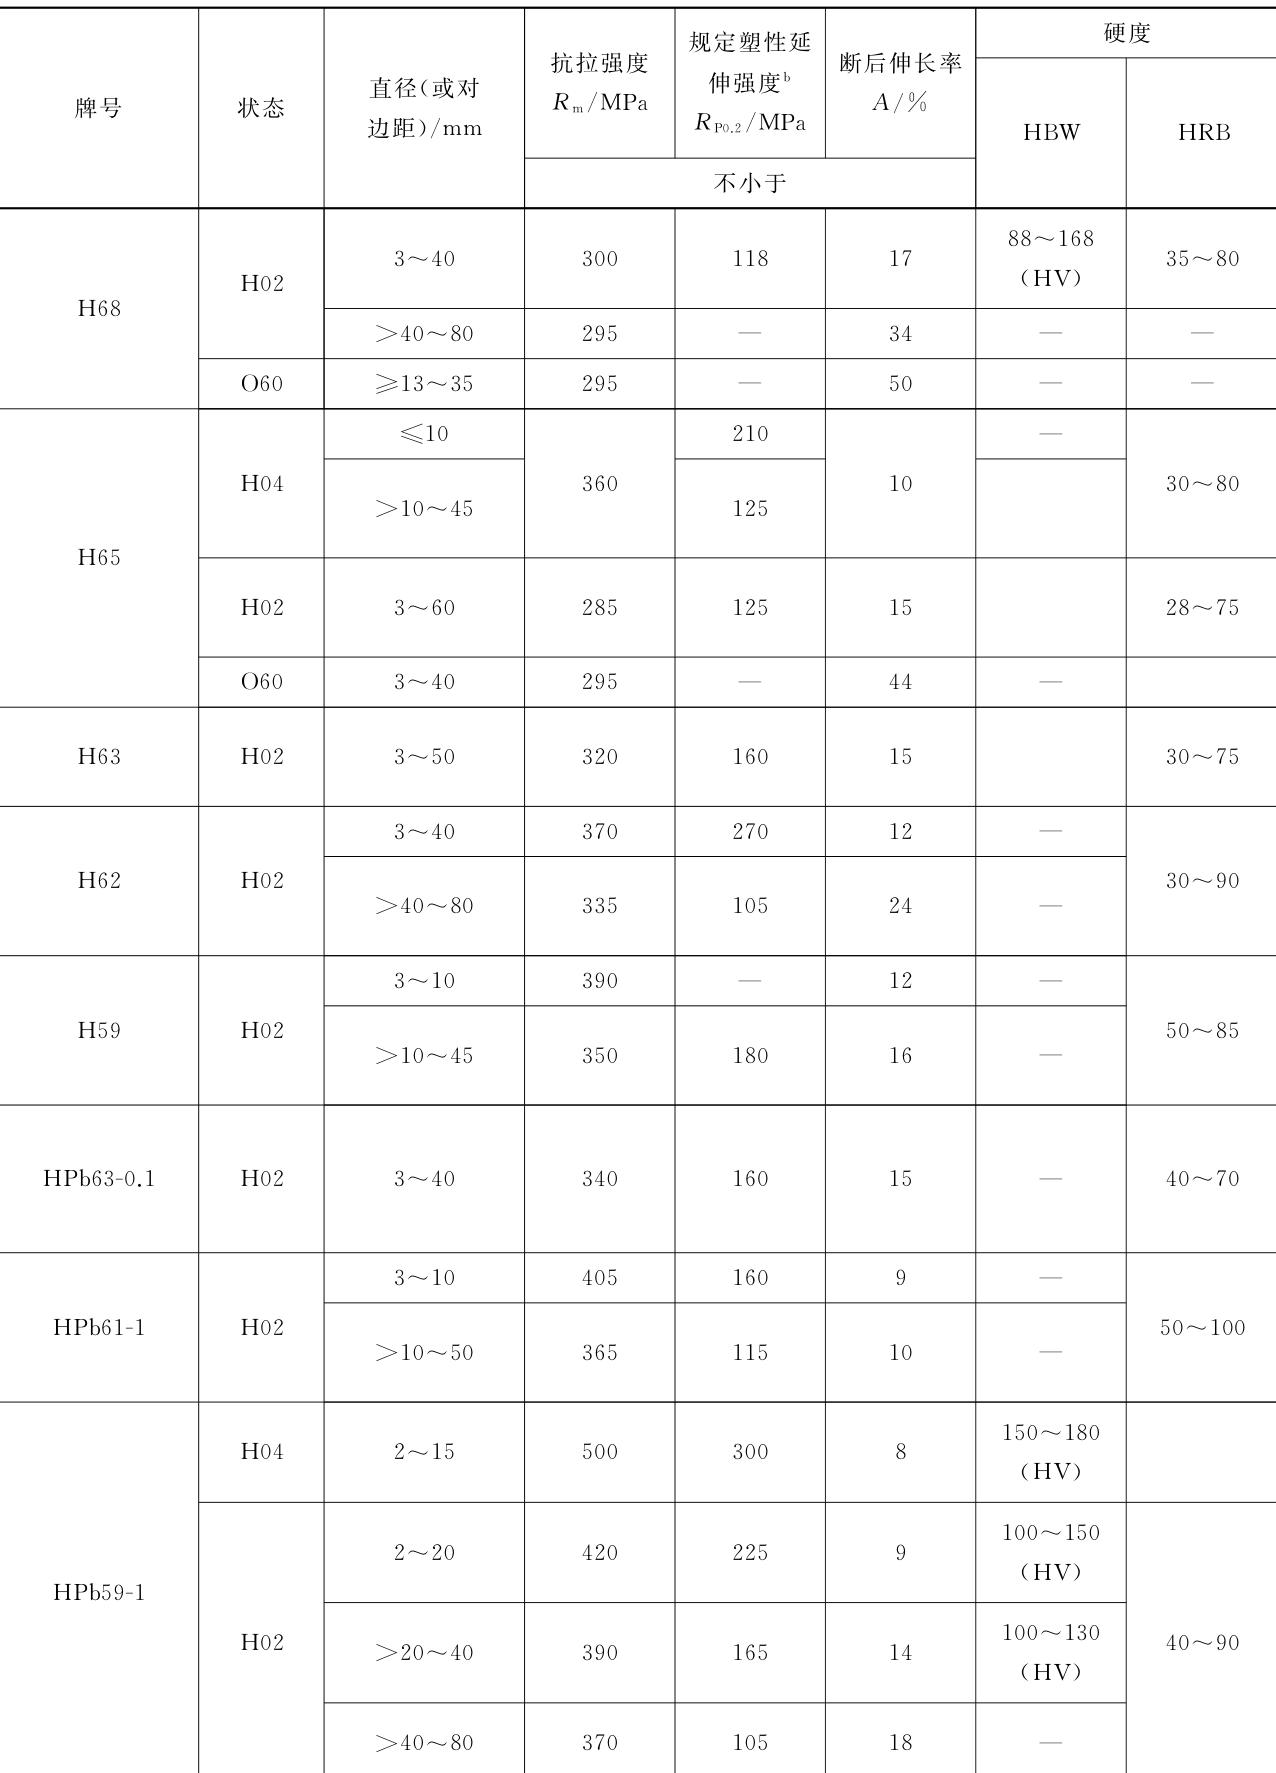 牌号 状态 直径(或对边距)/mm 抗拉强度 Rm/MPa 规定塑性延伸强度b RP0.2/MPa 断后伸长率 A/% 硬度
HBW HRB
不小于
H68 H02 3～40 300 118 17 88～168(HV) 35～80
>40～80 295 — 34 — —
O60 ≥13～35 295 — 50 — —
H65 H04 ≤10 360 210 10 — 30～80
>10～45 125
H02 3～60 285 125 15 28～75
O60 3～40 295 — 44 —
H63 H02 3～50 320 160 15 30～75
H62 H02 3～40 370 270 12 — 30～90
>40～80 335 105 24 —
H59 H02 3～10 390 — 12 — 50～85
>10～45 350 180 16 —
HPb63-0.1 H02 3～40 340 160 15 — 40～70
HPb61-1 H02 3～10 405 160 9 — 50～100
>10～50 365 115 10 —
HPb59-1 H04 2～15 500 300 8 150～180(HV)
H02 2～20 420 225 9 100～150(HV) 40～90
>20～40 390 165 14 100～130(HV)
>40～80 370 105 18 —